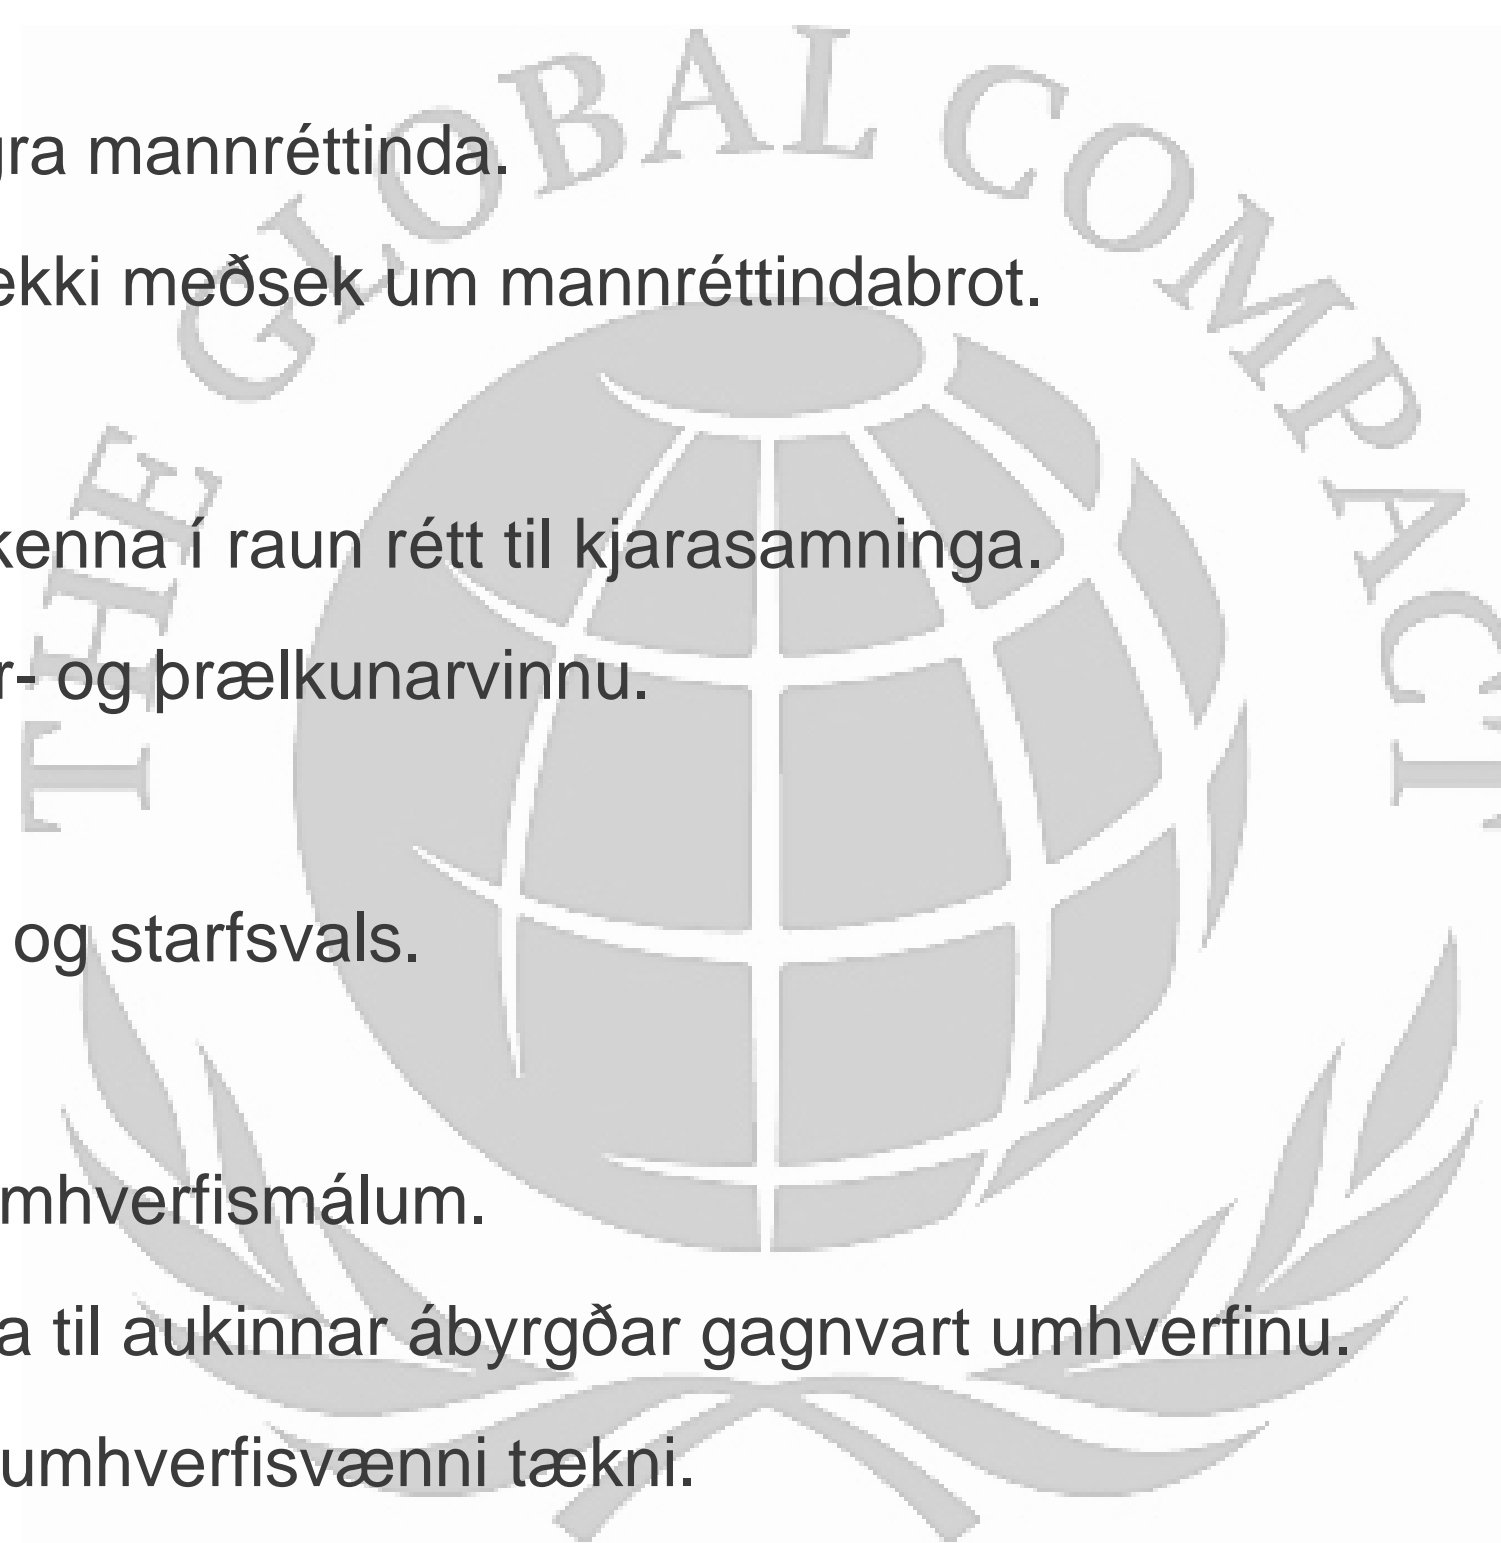 THE GLOBAL COMPACT
gra mannréttinda.
ekki meðsek um mannréttindabrot.
kenna í raun rétt til kjarasamninga.
r- og þrælkunarvinnu.
og starfsvals.
mhverfismálum.
a til aukinnar ábyrgðar gagnvart umhverfinu.
umhverfisvænni tækni.